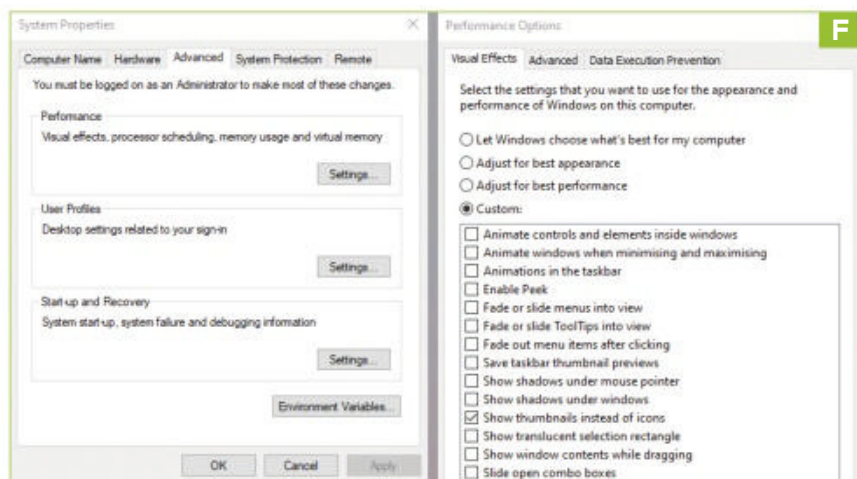 System Properties
Computer Name Hardware Advanced System Protection Remote
You must be logged on as an Administrator to make most of these changes.
Performance
Visual effects, processor scheduling, memory usage and virtual memory
Settings...
User Profiles
Desktop settings related to your sign-in
Settings...
Start-up and Recovery
System start-up, system failure and debugging information
Settings...
Environment Variables...
OK Cancel Apply
Performance Options
F
Visual Effects Advanced Data Execution Prevention
Select the settings that you want to use for the appearance and
performance of Windows on this computer.
Let Windows choose what's best for my computer
Adjust for best appearance
Adjust for best performance
Custom:
Animate controls and elements inside windows
Animate windows when minimising and maximising
Animations in the taskbar
Enable Peek
Fade or slide menus into view
Fade or slide ToolTips into view
Fade out menu items after clicking
Save taskbar thumbnail previews
Show shadows under mouse pointer
Show shadows under windows
Show thumbnails instead of icons
Show translucent selection rectangle
Show window contents while dragging
Slide open combo boxes